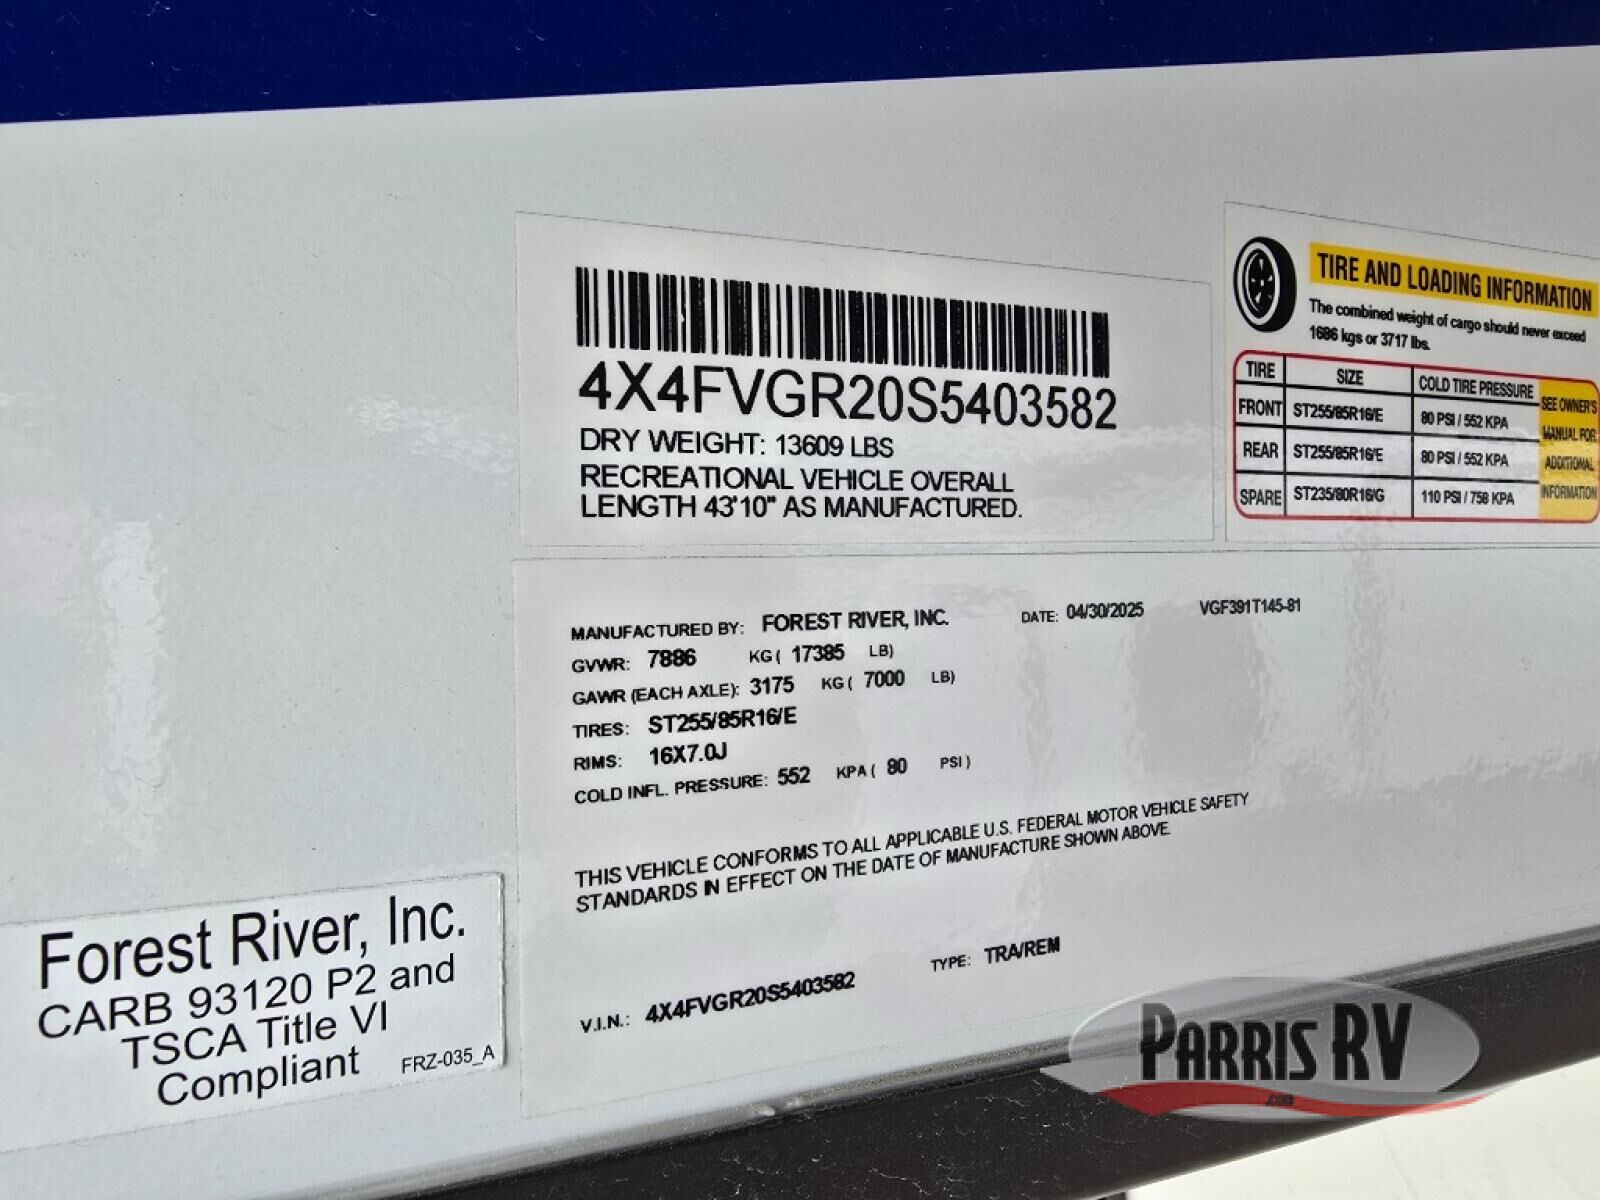 4X4FVGR20S5403582
DRY WEIGHT: 13609 LBS
RECREATIONAL VEHICLE OVERALL
LENGTH 43'10" AS MANUFACTURED.
TIRE AND LOADING INFORMATION
The combined weight of cargo should never exceed
1686 kgs or 3717 lbs.
TIRE SIZE COLD TIRE PRESSURE
FRONT ST255/85R16/E 80 PSI / 552 KPA
REAR ST255/85R16/E 80 PSI / 552 KPA
SPARE ST235/80R16/G 110 PSI / 758 KPA
SEE OWNER'S
MANUAL FOR
ADDITIONAL
INFORMATION
MANUFACTURED BY: FOREST RIVER, INC. DATE: 04/30/2025 VGF391T145-81
GVWR: 7886 KG ( 17385 LB)
GAWR (EACH AXLE): 3175 KG ( 7000 LB)
TIRES: ST255/85R16/E
RIMS: 16X7.0J
COLD INFL. PRESSURE: 552 KPA ( 80 PSI )
THIS VEHICLE CONFORMS TO ALL APPLICABLE U.S. FEDERAL MOTOR VEHICLE SAFETY
STANDARDS IN EFFECT ON THE DATE OF MANUFACTURE SHOWN ABOVE.
V.I.N.: 4X4FVGR20S5403582 TYPE: TRA/REM
Forest River, Inc.
CARB 93120 P2 and
TSCA Title VI
Compliant FRZ-035_A
PARRIS RV
.COM